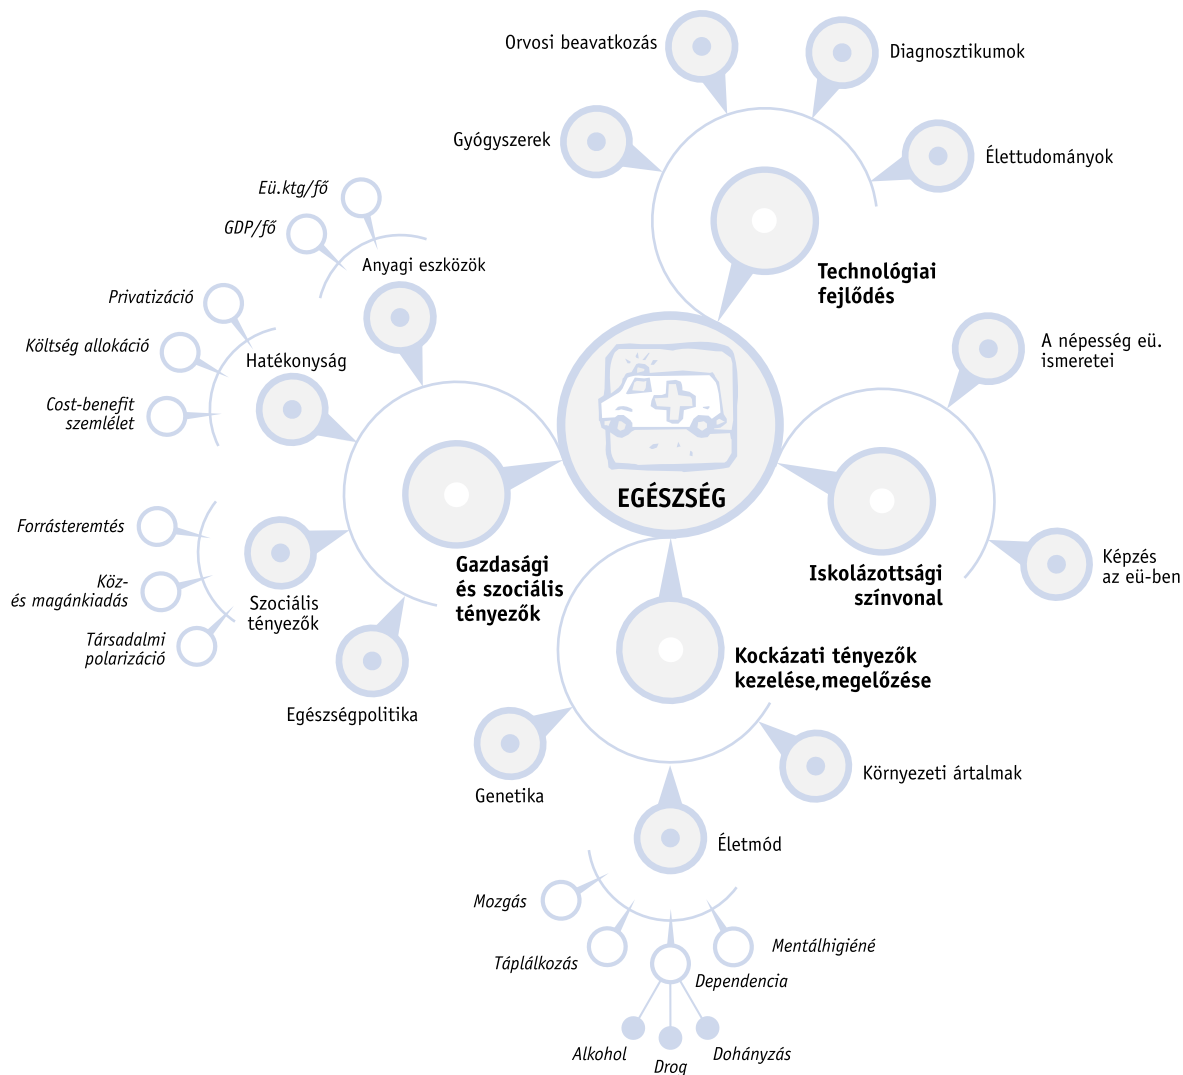 Orvosi beavatkozás
Diagnosztikumok
Gyógyszerek
Élettudományok
Technológiai
fejlődés
Eü.ktg/fő
GDP/fő
Anyagi eszközök
Privatizáció
Költség allokáció
Hatékonyság
Cost-benefit
szemlélet
A népesség eü.
ismeretei
EGÉSZSÉG
Forrásteremtés
Köz-
és magánkiadás
Társadalmi
polarizáció
Szociális
tényezők
Gazdasági
és szociális
tényezők
Egészségpolitika
Iskolázottsági
színvonal
Képzés
az eü-ben
Kockázati tényezők
kezelése,megelőzése
Genetika
Környezeti ártalmak
Életmód
Mozgás
Táplálkozás
Mentálhigiéné
Dependencia
Alkohol
Drog
Dohányzás